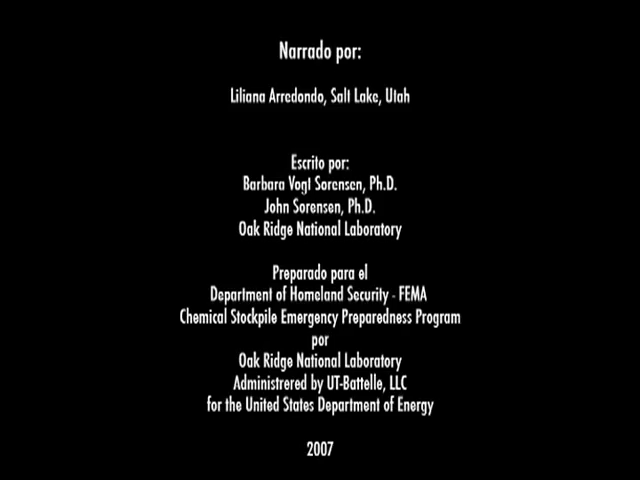 Narrado por:
Liliana Arredondo, Salt Lake, Utah
Escrito por:
Barbara Vogt Sorensen, Ph.D.
John Sorensen, Ph.D.
Oak Ridge National Laboratory
Preparado para el
Department of Homeland Security - FEMA
Chemical Stockpile Emergency Preparedness Program
por
Oak Ridge National Laboratory
Administrered by UT-Battelle, LLC
for the United States Department of Energy
2007